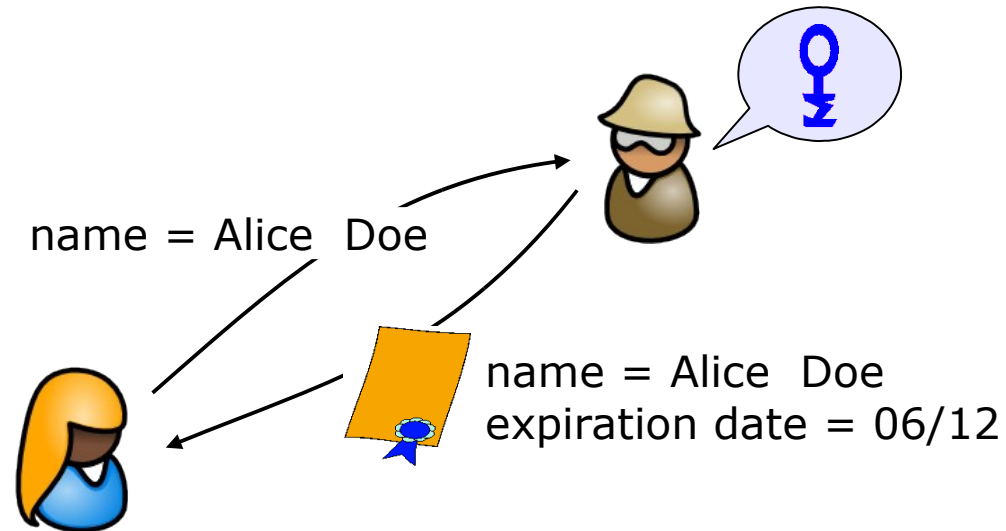 name = Alice Doe
name = Alice Doe
expiration date = 06/12